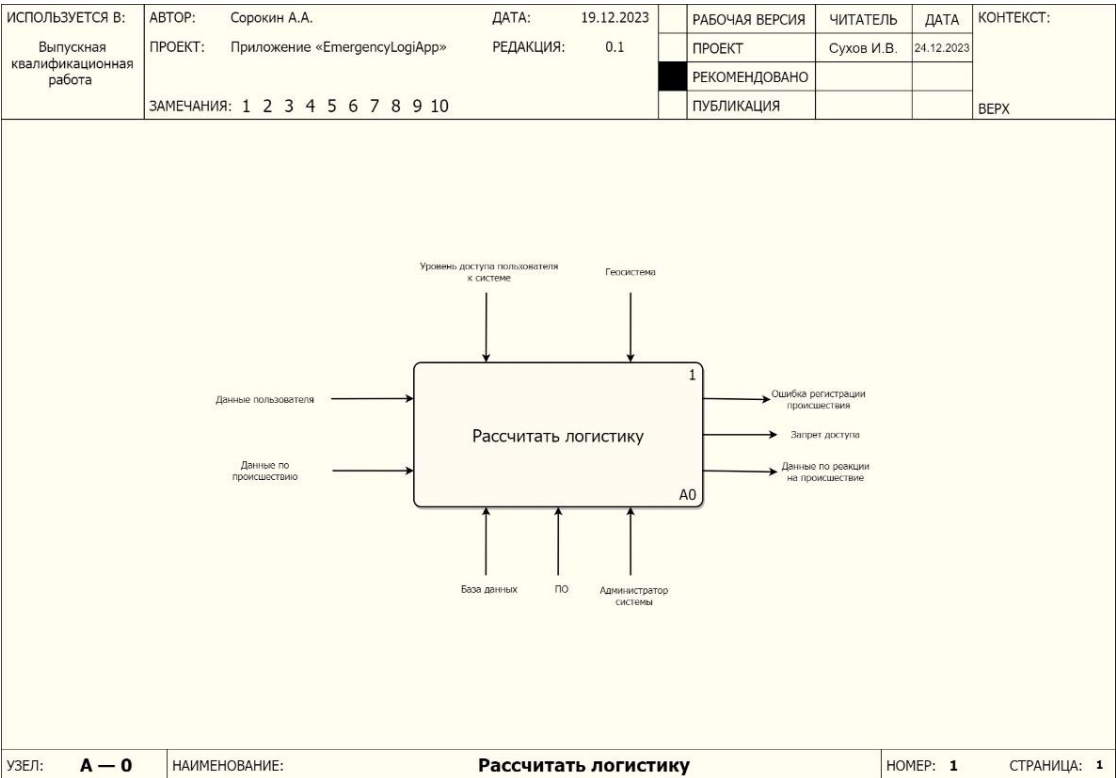 ИСПОЛЬЗУЕТСЯ В:
Выпускная
квалификационная
работа
АВТОР: Сорокин А.А.
ДАТА: 19.12.2023
ПРОЕКТ: Приложение «EmergencyLogiApp»
РЕДАКЦИЯ: 0.1
ЗАМЕЧАНИЯ: 1 2 3 4 5 6 7 8 9 10
РАБОЧАЯ ВЕРСИЯ ЧИТАТЕЛЬ ДАТА
ПРОЕКТ Сухов И.В. 24.12.2023
РЕКОМЕНДОВАНО
ПУБЛИКАЦИЯ
КОНТЕКСТ:
ВЕРХ
Уровень доступа пользователя
к системе
Геосистема
Данные пользователя
Данные по
происшествию
1
Рассчитать логистику
A0
Ошибка регистрации
происшествия
Запрет доступа
Данные по реакции
на происшествие
База данных
ПО
Администратор
системы
УЗЕЛ: А — 0
НАИМЕНОВАНИЕ: Рассчитать логистику
НОМЕР: 1
СТРАНИЦА: 1